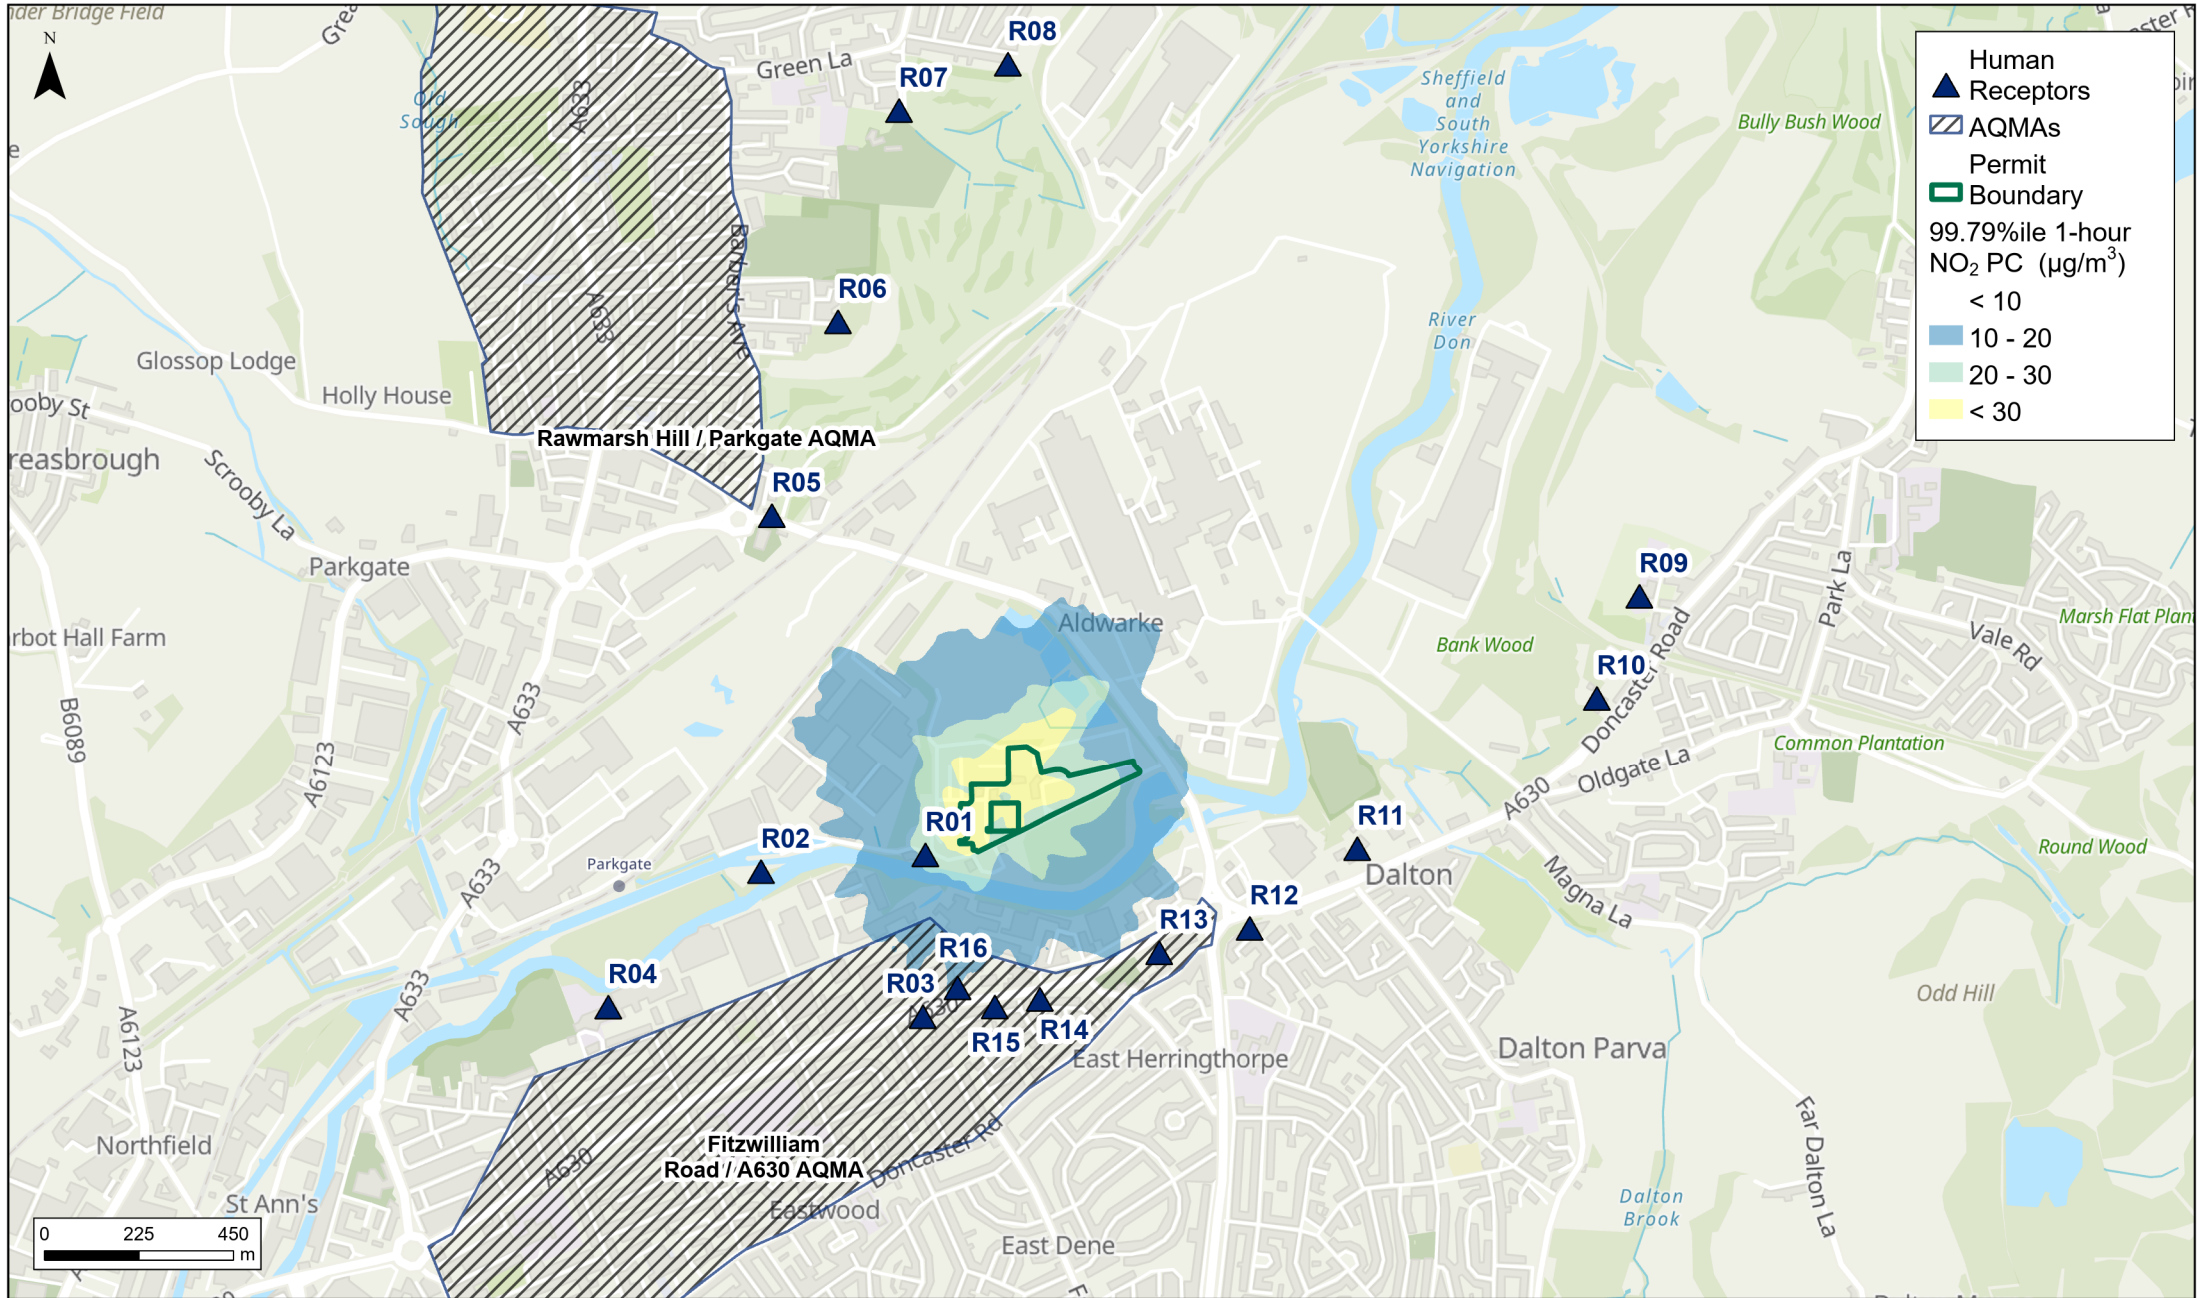 der Bridge Field
Grea
N
R08
Green La
R07
A633
Old
Sough
Sheffield
and
South
Yorkshire
Navigation
Bully Bush Wood
Human
Receptors
AQMAs
Permit
Boundary
99.79%ile 1-hour
NO₂ PC (µg/m³)
< 10
10 - 20
20 - 30
< 30
Barber's Ave
R06
A633
River
Don
Glossop Lodge
Holly House
ooby St
Rawmarsh Hill / Parkgate AQMA
reasbrough
Scrooby La
R05
Parkgate
R09
Park La
Marsh Flat Plant
Aldwarke
Vale Rd
rbot Hall Farm
Bank Wood
R10
Doncaster Road
A633
B6089
Common Plantation
Oldgate La
A6123
A630
R01
R11
R02
Parkgate
Round Wood
Dalton
A633
Magna La
R12
R13
R16
R04
R03
A630
A633
Odd Hill
R14
R15
A6123
East Herringthorpe
Dalton Parva
Far Dalton La
Northfield
Fitzwilliam
Road / A630 AQMA
Doncaster Rd
A630
St Ann's
Eastwood
Dalton
Brook
East Dene
0 225 450
m